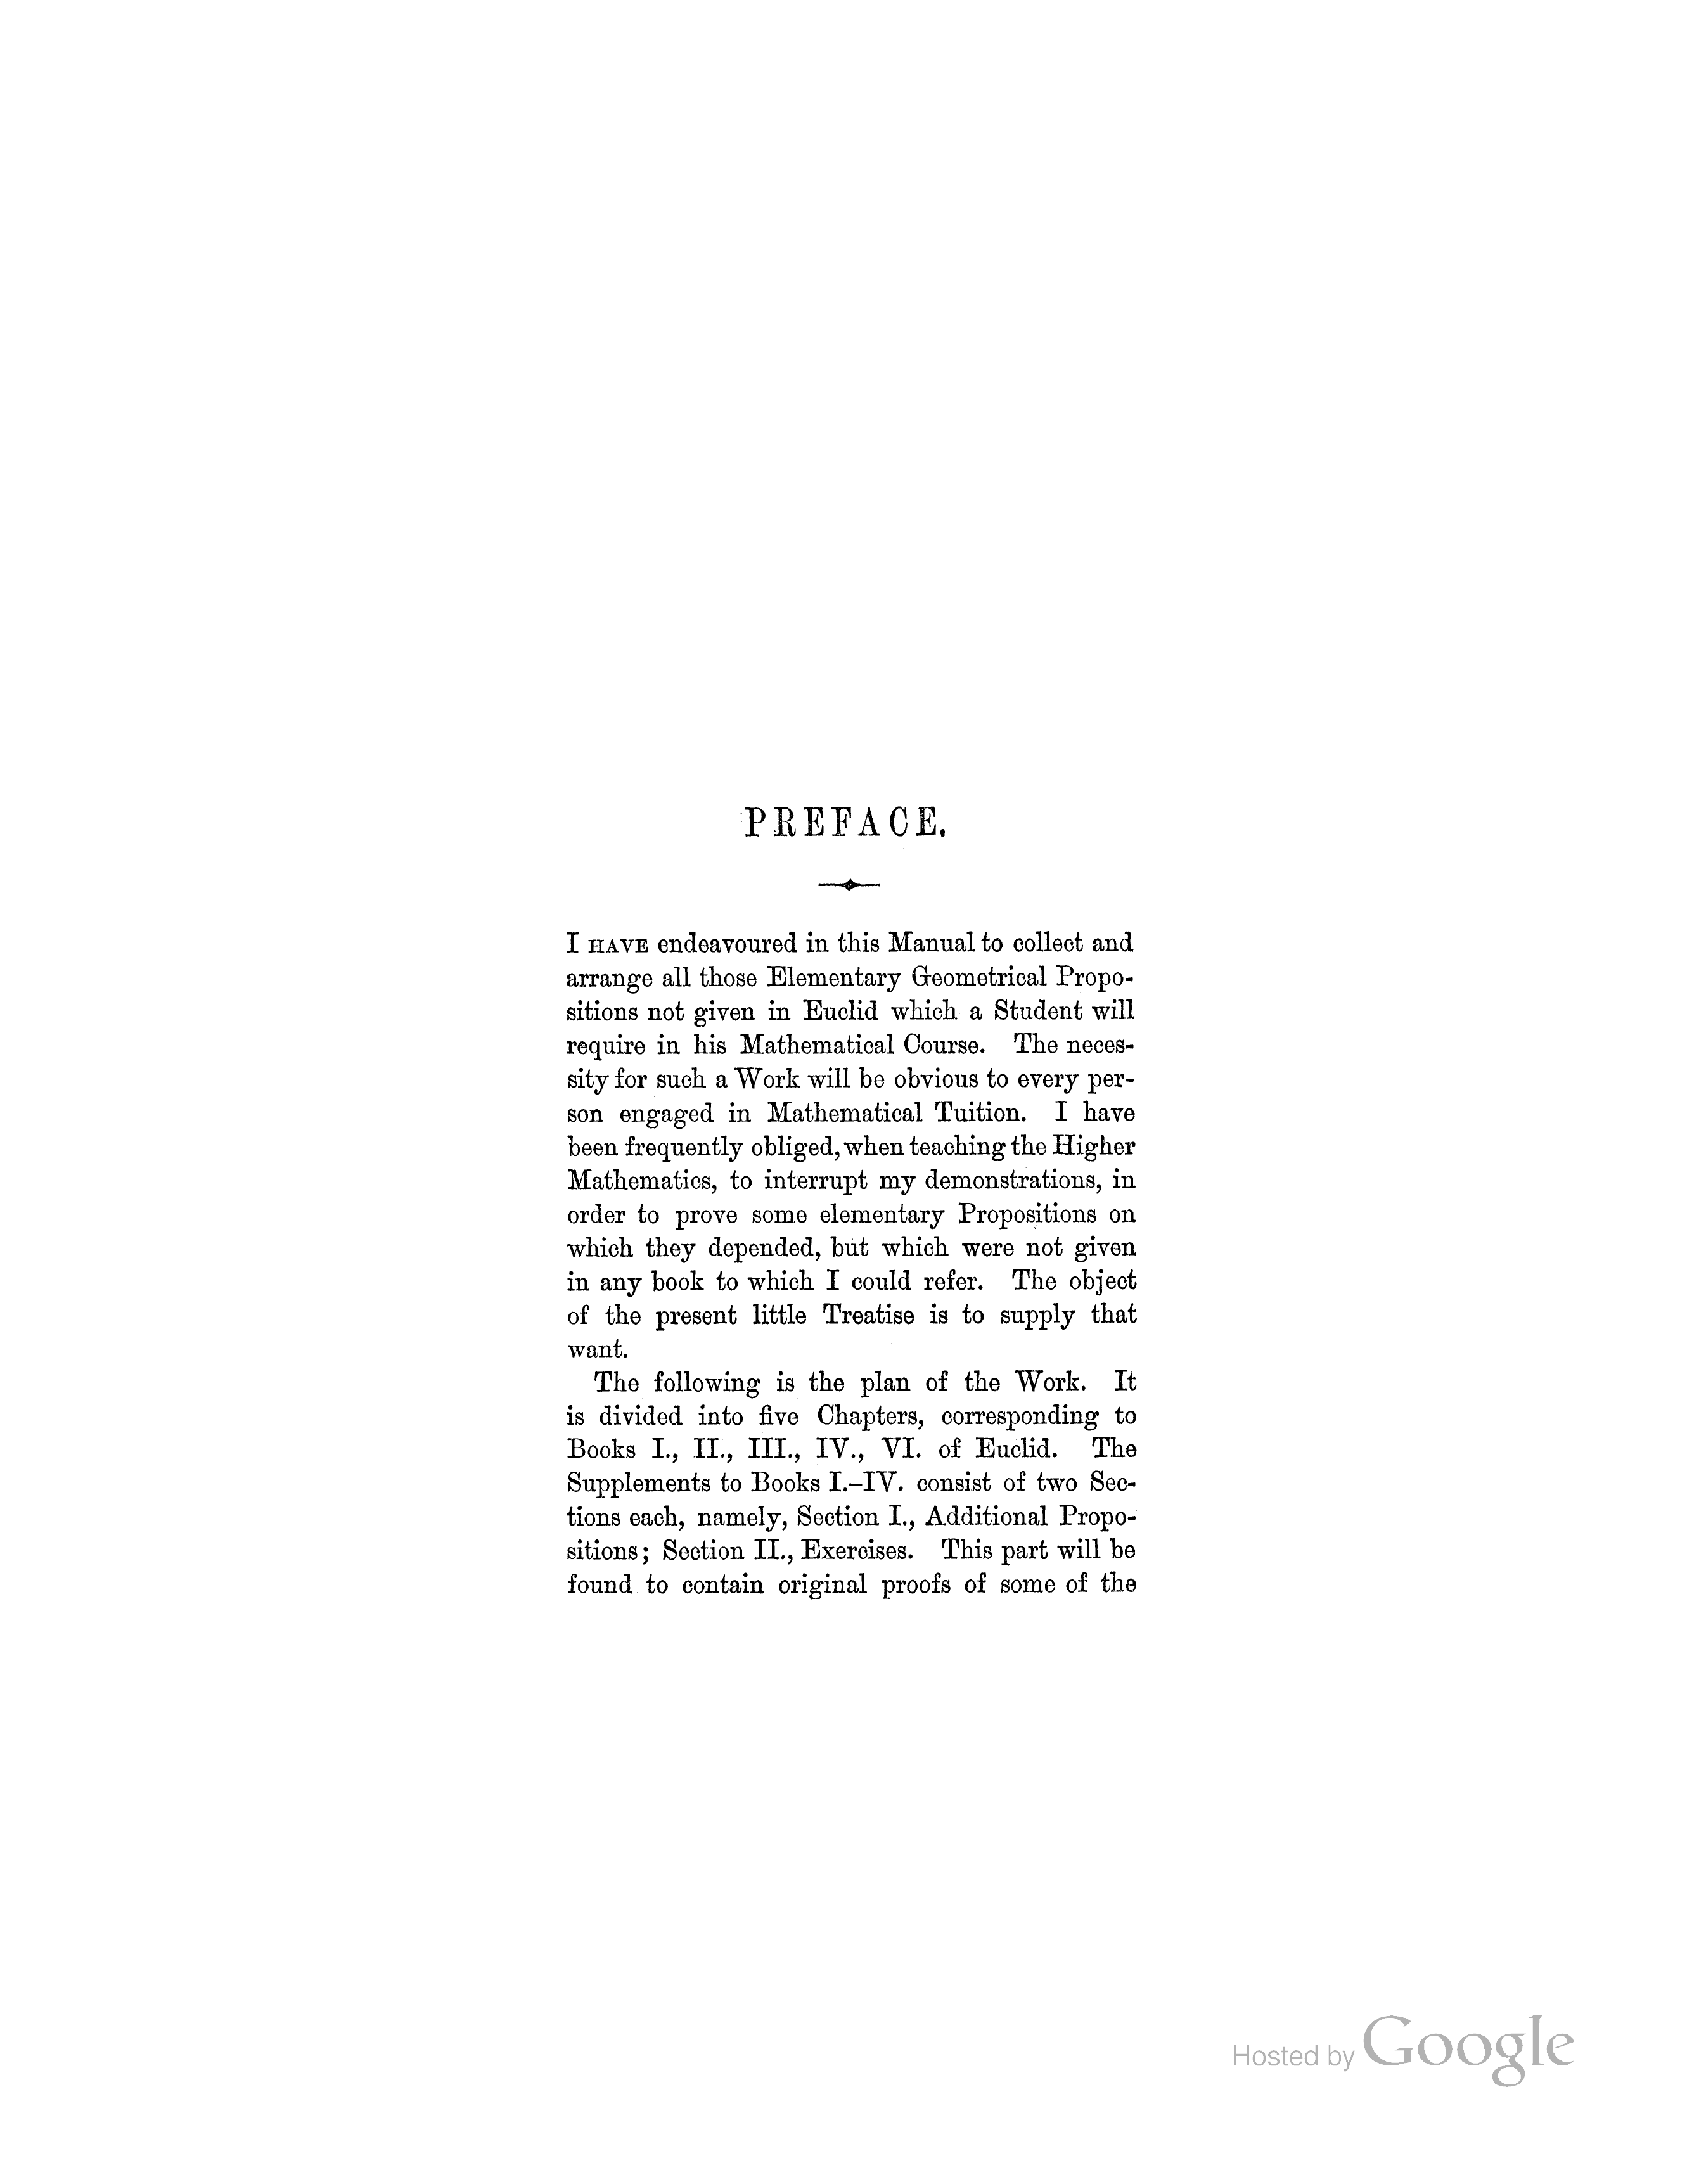 PREFACE.
I HAVE endeavoured in this Manual to collect and
arrange all those Elementary Geometrical Propo-
sitions not given in Euclid which a Student will
require in his Mathematical Course. The neces-
sity for such a Work will be obvious to every per-
son engaged in Mathematical Tuition. I have
been frequently obliged, when teaching the Higher
Mathematics, to interrupt my demonstrations, in
order to prove some elementary Propositions on
which they depended, but which were not given
in any book to which I could refer. The object
of the present little Treatise is to supply that
want.
The following is the plan of the Work. It
is divided into five Chapters, corresponding to
Books I., II., III., IV., VI. of Euclid. The
Supplements to Books I.–IV. consist of two Sec-
tions each, namely, Section I., Additional Propo-
sitions; Section II., Exercises. This part will be
found to contain original proofs of some of the
Hosted by Google